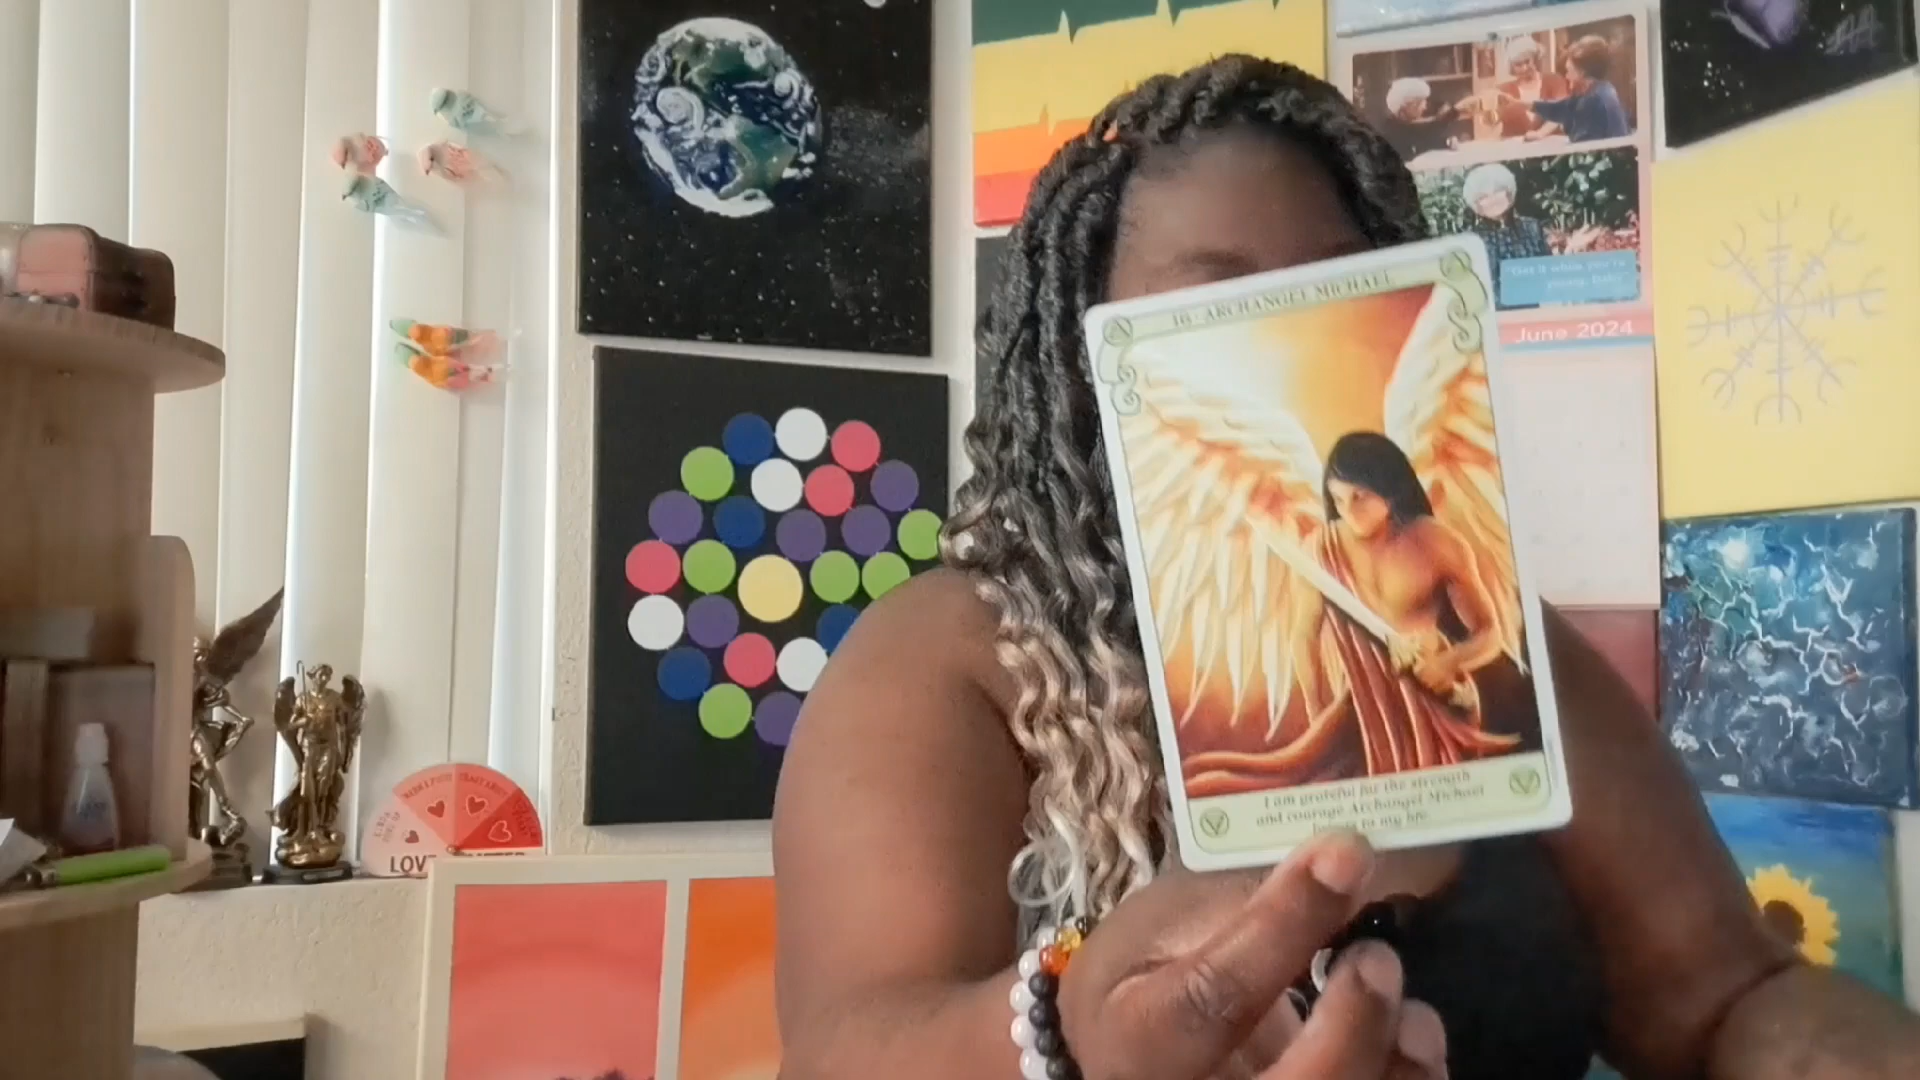 16 · ARCHANGEL MICHAEL
"Eat it while you're
young, baby."
June 2024
I am grateful for the strength
and courage Archangel Michael
brings to my life.
LOVE